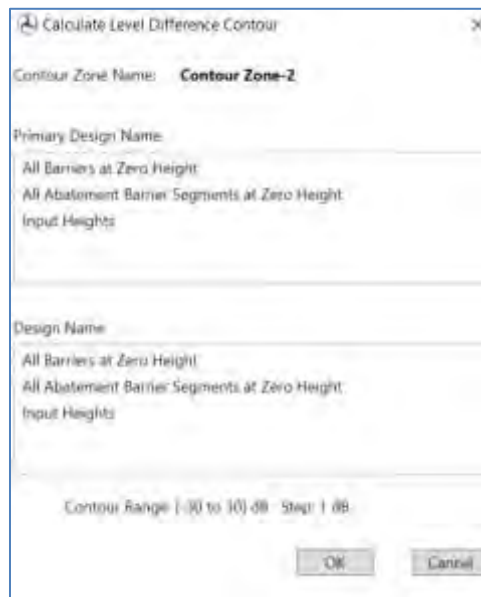 Calculate Level Difference Contour
Contour Zone Name: Contour Zone-2
Primary Design Name
All Barriers at Zero Height
All Abatement Barrier Segments at Zero Height
Input Heights
Design Name
All Barriers at Zero Height
All Abatement Barrier Segments at Zero Height
Input Heights
Contour Range (-30 to 30) dB Step: 1 dB
OK
Cancel